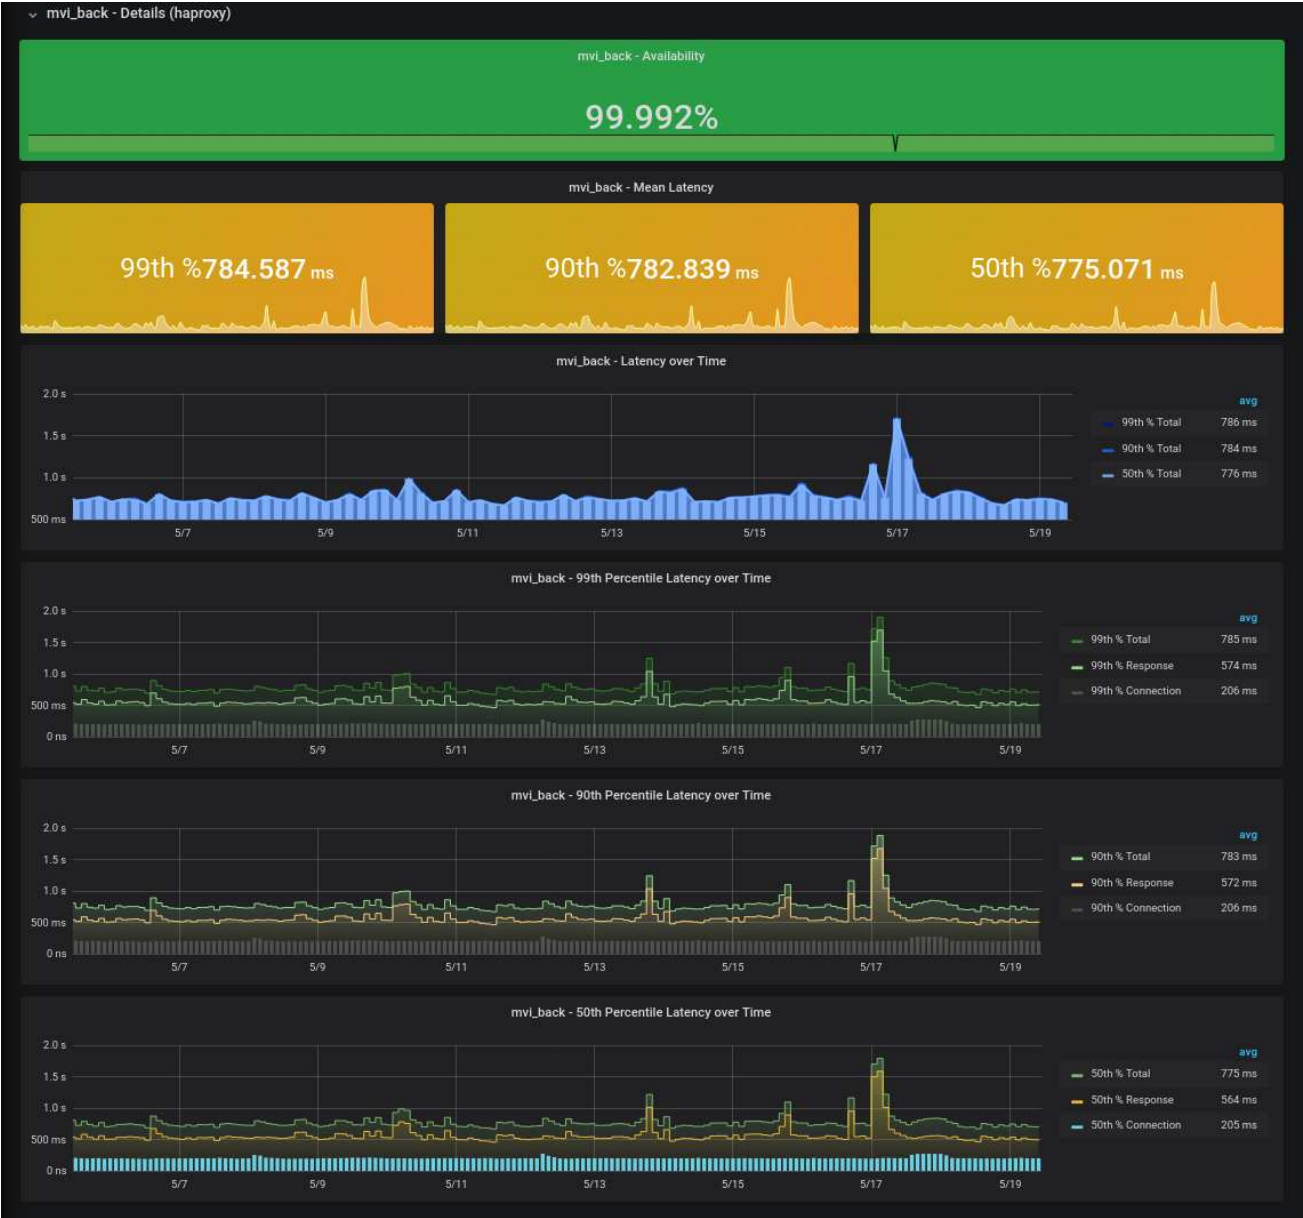 mvi_back - Details (haproxy)
mvi_back - Availability
99.992%
mvi_back - Mean Latency
99th %784.587 ms
90th %782.839 ms
50th %775.071 ms
mvi_back - Latency over Time
2.0 s
1.5 s
1.0 s
500 ms
5/7 5/9 5/11 5/13 5/15 5/17 5/19
avg
99th % Total 786 ms
90th % Total 784 ms
50th % Total 776 ms
mvi_back - 99th Percentile Latency over Time
2.0 s
1.5 s
1.0 s
500 ms
0 ns
5/7 5/9 5/11 5/13 5/15 5/17 5/19
avg
99th % Total 785 ms
99th % Response 574 ms
99th % Connection 206 ms
mvi_back - 90th Percentile Latency over Time
2.0 s
1.5 s
1.0 s
500 ms
0 ns
5/7 5/9 5/11 5/13 5/15 5/17 5/19
avg
90th % Total 783 ms
90th % Response 572 ms
90th % Connection 206 ms
mvi_back - 50th Percentile Latency over Time
2.0 s
1.5 s
1.0 s
500 ms
0 ns
5/7 5/9 5/11 5/13 5/15 5/17 5/19
avg
50th % Total 775 ms
50th % Response 564 ms
50th % Connection 205 ms